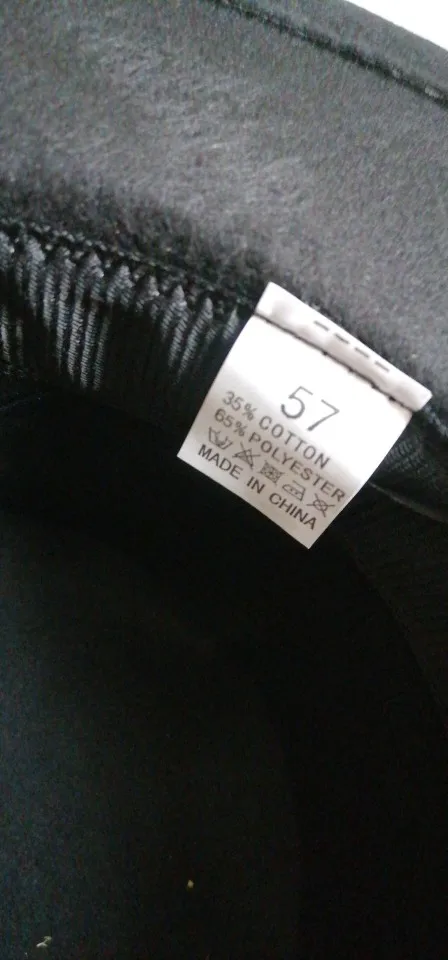 57
35% COTTON
65% POLYESTER
MADE IN CHINA